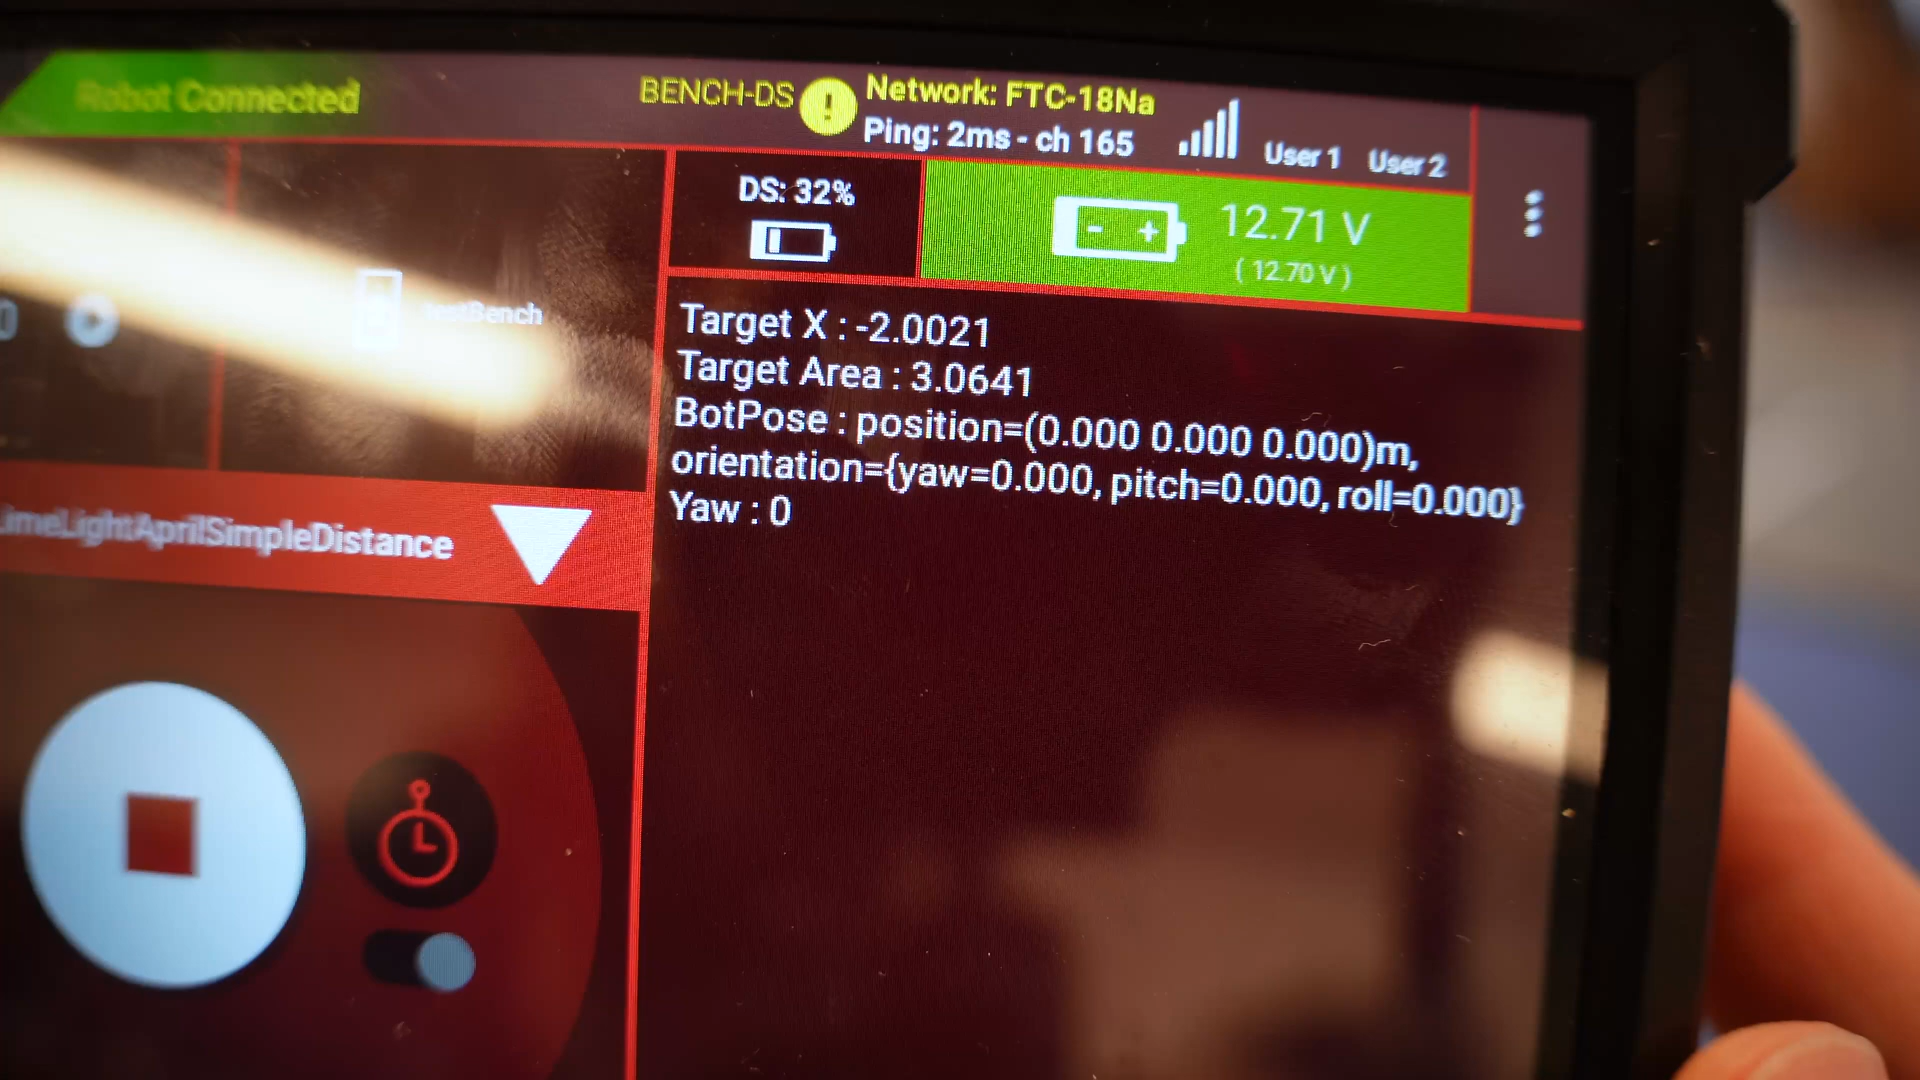 Robot Connected
BENCH-DS
!
Network: FTC-18Na
Ping: 2ms - ch 165
User 1
User 2
DS: 32%
12.71 V
( 12.70 V )
testBench
Target X : -2.0021
Target Area : 3.0641
BotPose : position=(0.000 0.000 0.000)m,
orientation={yaw=0.000, pitch=0.000, roll=0.000}
Yaw : 0
LimeLightAprilSimpleDistance